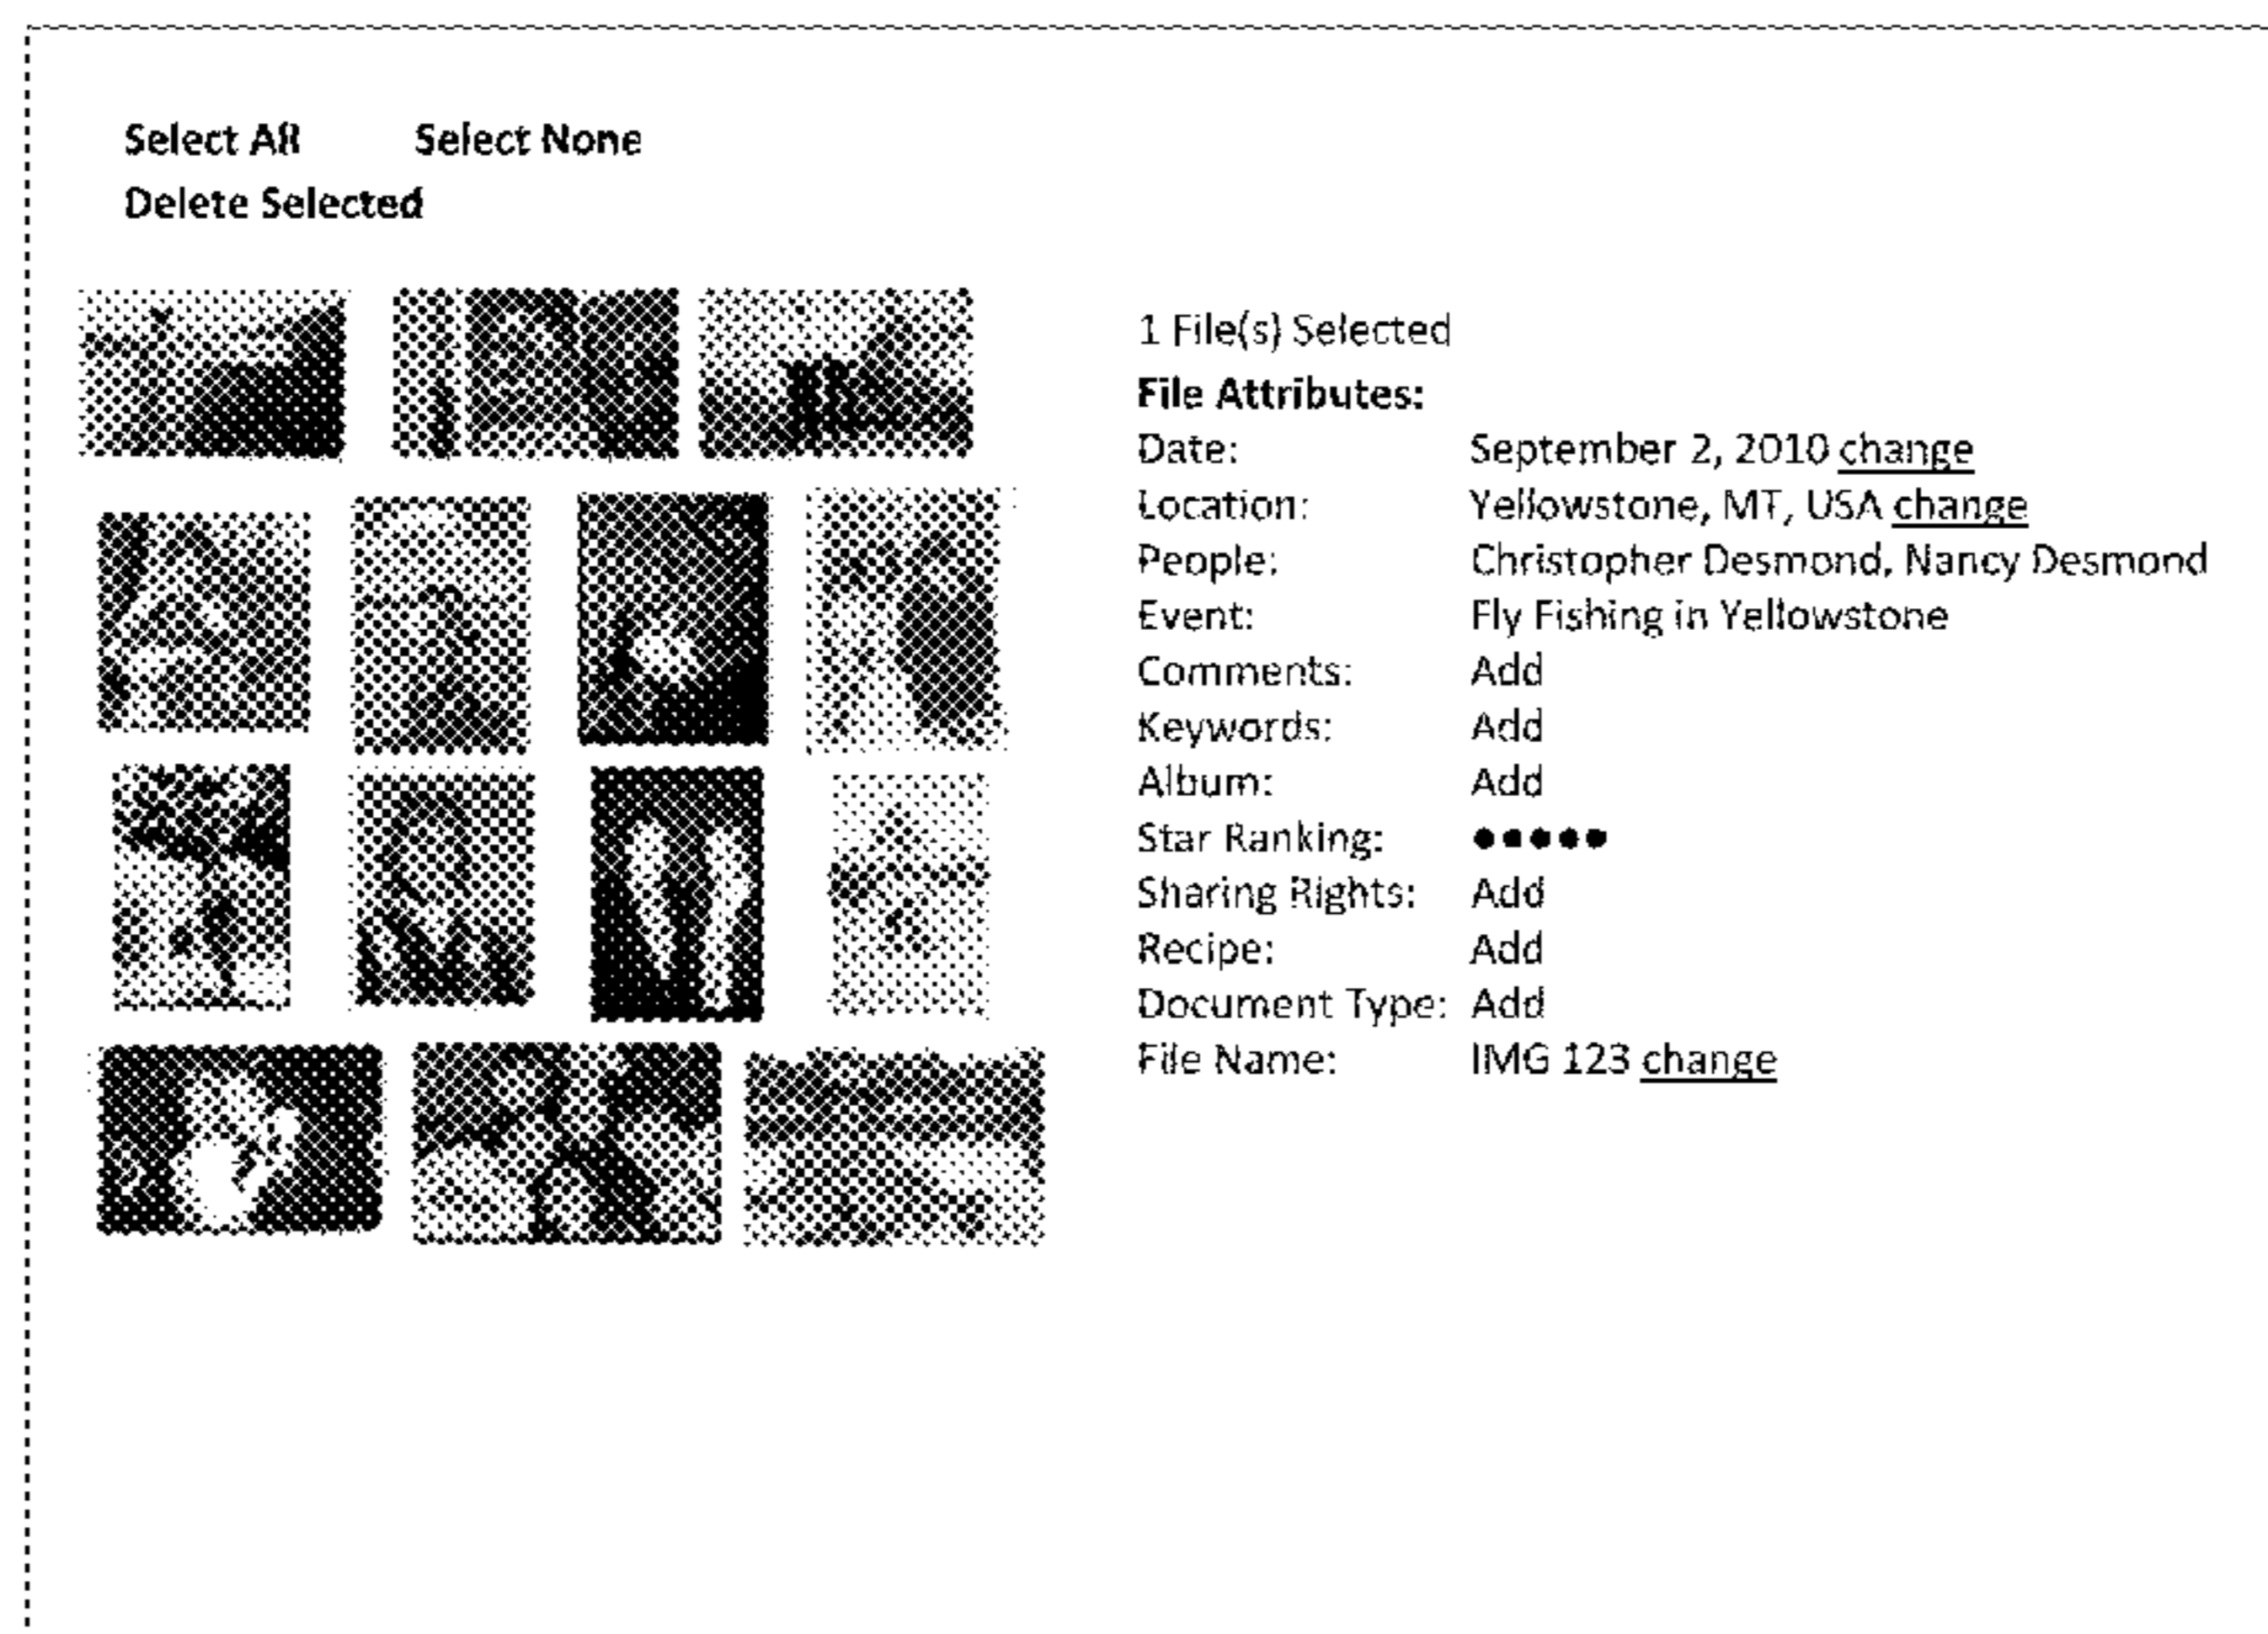 Select All Select None
Delete Selected
1 File(s) Selected
File Attributes:
Date: September 2, 2010 change
Location: Yellowstone, MT, USA change
People: Christopher Desmond, Nancy Desmond
Event: Fly Fishing in Yellowstone
Comments: Add
Keywords: Add
Album: Add
Star Ranking: ●●●●●
Sharing Rights: Add
Recipe: Add
Document Type: Add
File Name: IMG 123 change